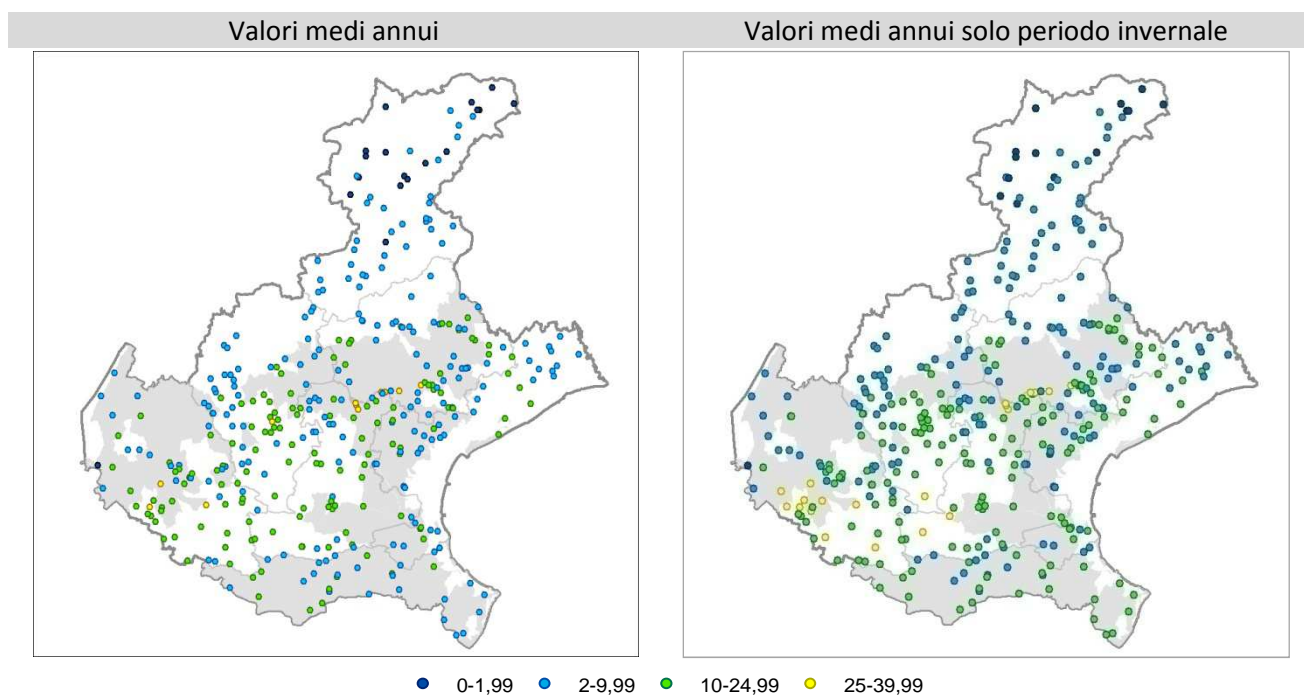 Valori medi annui
Valori medi annui solo periodo invernale
0-1,99 2-9,99 10-24,99 25-39,99